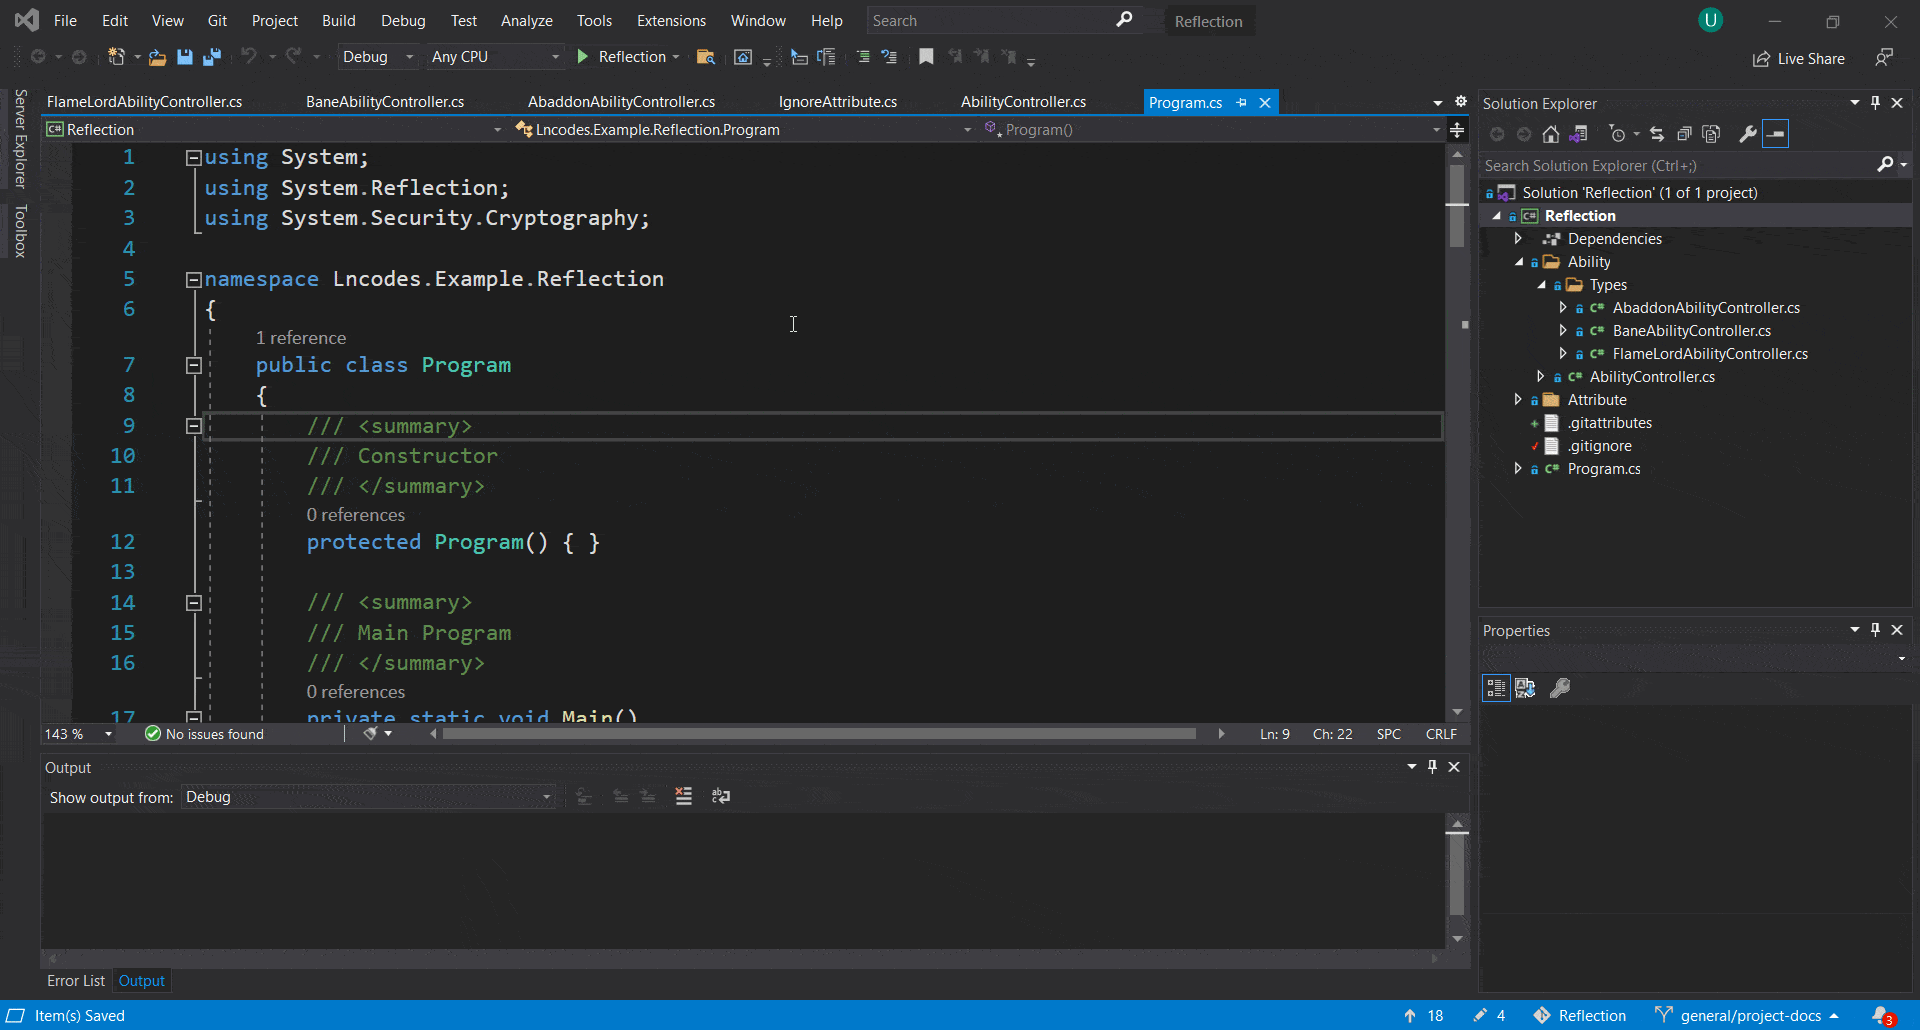 File Edit View Git Project Build Debug Test Analyze Tools Extensions Window Help Search Reflection U
Debug Any CPU Reflection Live Share
Server Explorer
Toolbox
FlameLordAbilityController.cs BaneAbilityController.cs AbaddonAbilityController.cs IgnoreAttribute.cs AbilityController.cs Program.cs
Reflection Lncodes.Example.Reflection.Program Program()
1 using System;
2 using System.Reflection;
3 using System.Security.Cryptography;
4
5 namespace Lncodes.Example.Reflection
6 {
1 reference
7 public class Program
8 {
9 /// <summary>
10 /// Constructor
11 /// </summary>
0 references
12 protected Program() { }
13
14 /// <summary>
15 /// Main Program
16 /// </summary>
0 references
17 private static void Main()
143 % No issues found Ln: 9 Ch: 22 SPC CRLF
Output
Show output from: Debug
Error List Output
Solution Explorer
Search Solution Explorer (Ctrl+;)
Solution 'Reflection' (1 of 1 project)
Reflection
Dependencies
Ability
Types
C# AbaddonAbilityController.cs
C# BaneAbilityController.cs
C# FlameLordAbilityController.cs
C# AbilityController.cs
Attribute
.gitattributes
.gitignore
C# Program.cs
Properties
Item(s) Saved 18 4 Reflection general/project-docs 3